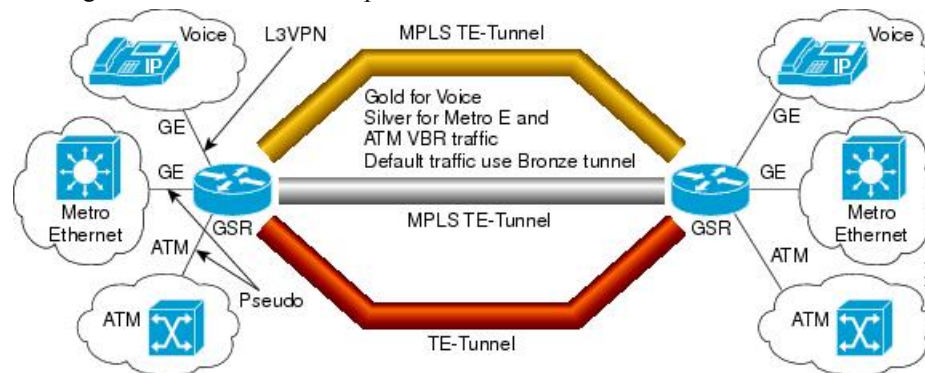 Voice
L3VPN
MPLS TE-Tunnel
Voice
IP
IP
GE
Gold for Voice
Silver for Metro E and
ATM VBR traffic
Default traffic use Bronze tunnel
GE
GE
GE
Metro
Ethernet
GSR
MPLS TE-Tunnel
GSR
Metro
Ethernet
ATM
ATM
Pseudo
ATM
ATM
TE-Tunnel